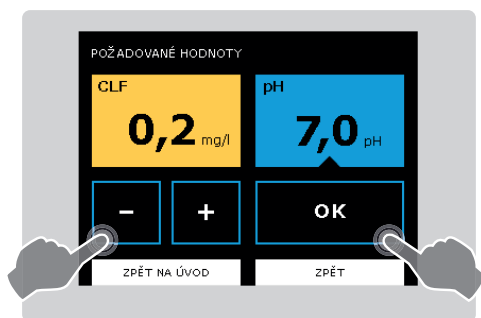 POŽADOVANÉ HODNOTY
CLF pH
0,2 mg/l 7,0 pH
- + OK
ZPĚT NA ÚVOD ZPĚT